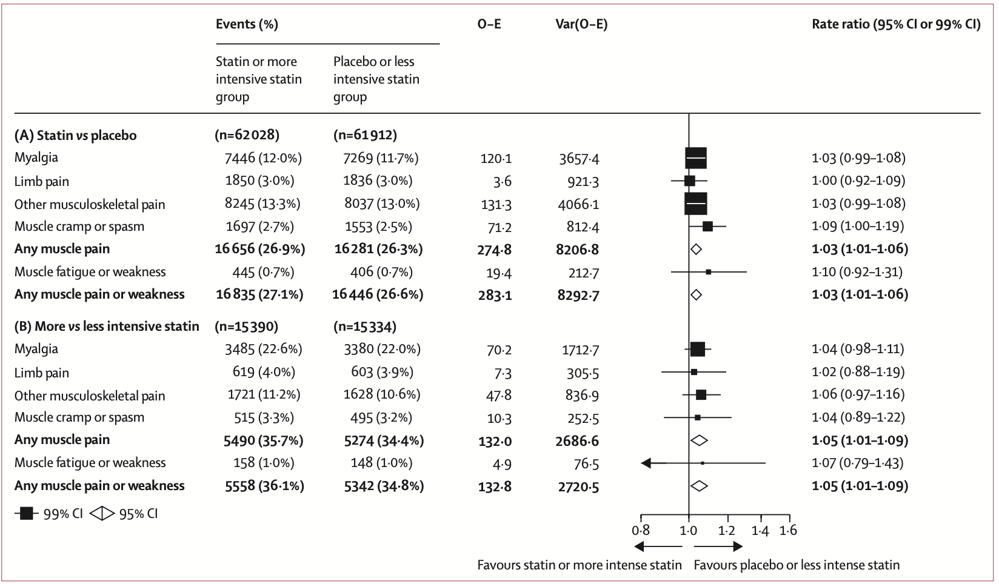 Events (%) O–E Var(O–E) Rate ratio (95% CI or 99% CI)
Statin or more intensive statin group
Placebo or less intensive statin group
(A) Statin vs placebo (n=62 028) (n=61 912)
Myalgia 7446 (12·0%) 7269 (11·7%) 120·1 3657·4 1·03 (0·99–1·08)
Limb pain 1850 (3·0%) 1836 (3·0%) 3·6 921·3 1·00 (0·92–1·09)
Other musculoskeletal pain 8245 (13·3%) 8037 (13·0%) 131·3 4066·1 1·03 (0·99–1·08)
Muscle cramp or spasm 1697 (2·7%) 1553 (2·5%) 71·2 812·4 1·09 (1·00–1·19)
Any muscle pain 16 656 (26·9%) 16 281 (26·3%) 274·8 8206·8 1·03 (1·01–1·06)
Muscle fatigue or weakness 445 (0·7%) 406 (0·7%) 19·4 212·7 1·10 (0·92–1·31)
Any muscle pain or weakness 16 835 (27·1%) 16 446 (26·6%) 283·1 8292·7 1·03 (1·01–1·06)
(B) More vs less intensive statin (n=15 390) (n=15 334)
Myalgia 3485 (22·6%) 3380 (22·0%) 70·2 1712·7 1·04 (0·98–1·11)
Limb pain 619 (4·0%) 603 (3·9%) 7·3 305·5 1·02 (0·88–1·19)
Other musculoskeletal pain 1721 (11·2%) 1628 (10·6%) 47·8 836·9 1·06 (0·97–1·16)
Muscle cramp or spasm 515 (3·3%) 495 (3·2%) 10·3 252·5 1·04 (0·89–1·22)
Any muscle pain 5490 (35·7%) 5274 (34·4%) 132·0 2686·6 1·05 (1·01–1·09)
Muscle fatigue or weakness 158 (1·0%) 148 (1·0%) 4·9 76·5 1·07 (0·79–1·43)
Any muscle pain or weakness 5558 (36·1%) 5342 (34·8%) 132·8 2720·5 1·05 (1·01–1·09)
99% CI 95% CI
0·8 1·0 1·2 1·4 1·6
Favours statin or more intense statin Favours placebo or less intense statin